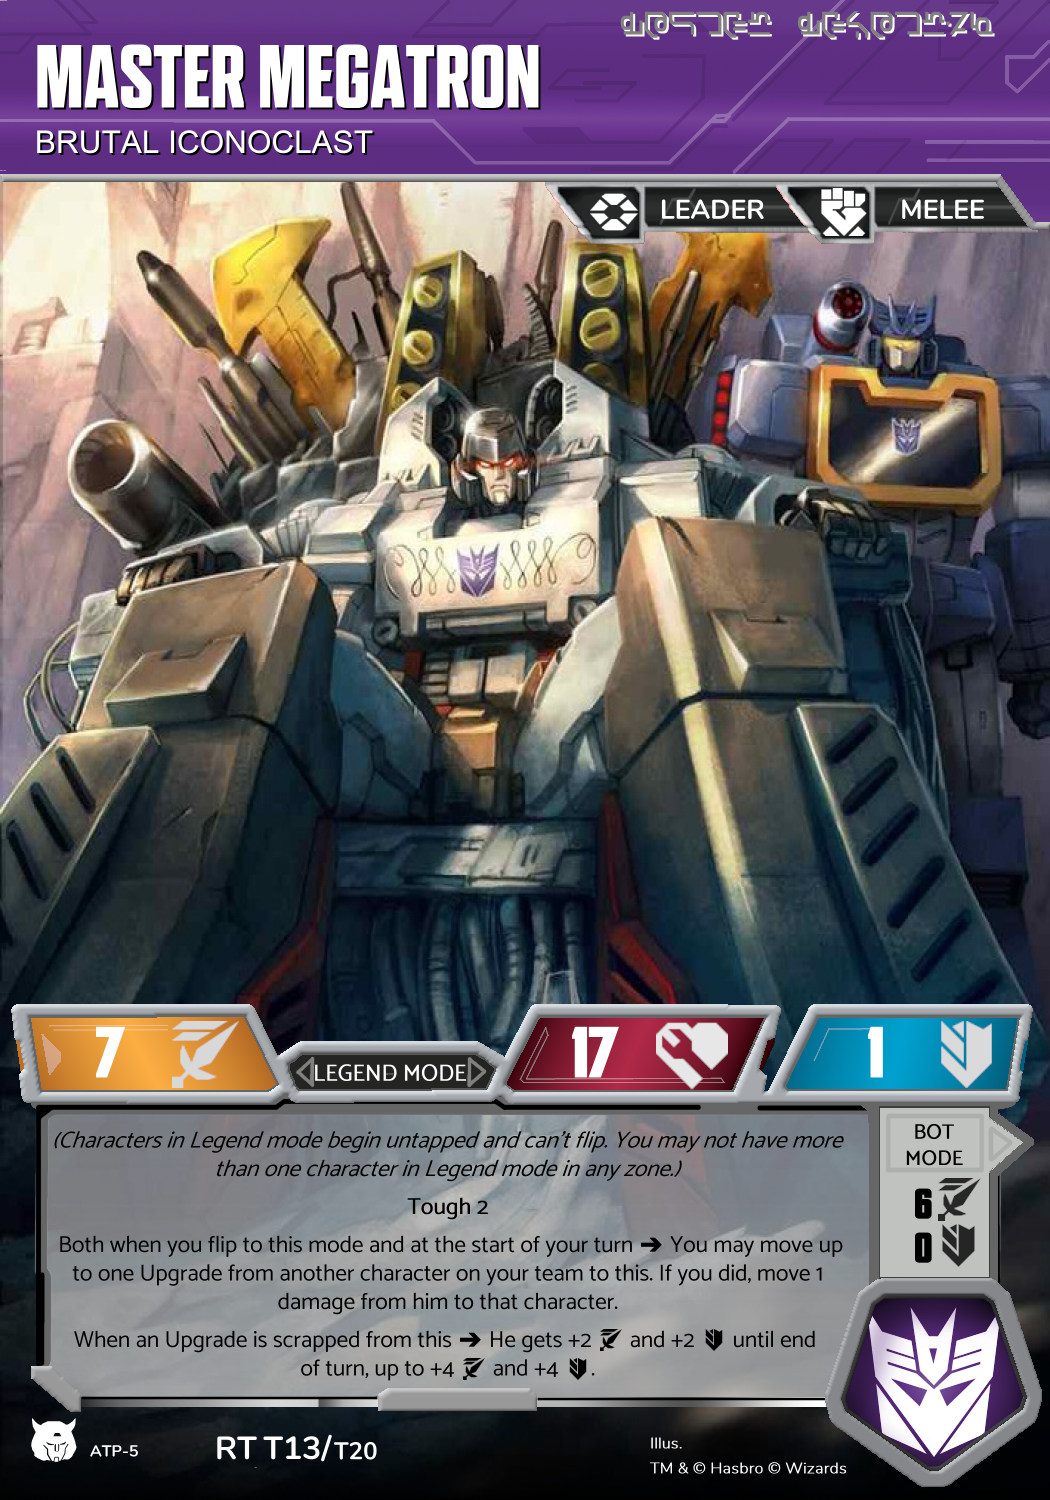 MASTER MEGATRON
BRUTAL ICONOCLAST
LEADER
MELEE
7
LEGEND MODE
17
1
(Characters in Legend mode begin untapped and can't flip. You may not have more
than one character in Legend mode in any zone.)
Tough 2
Both when you flip to this mode and at the start of your turn ➔ You may move up
to one Upgrade from another character on your team to this. If you did, move 1
damage from him to that character.
When an Upgrade is scrapped from this ➔ He gets +2 and +2 until end
of turn, up to +4 and +4 .
BOT
MODE
6
0
ATP-5
RT T13/T20
Illus.
TM & © Hasbro © Wizards